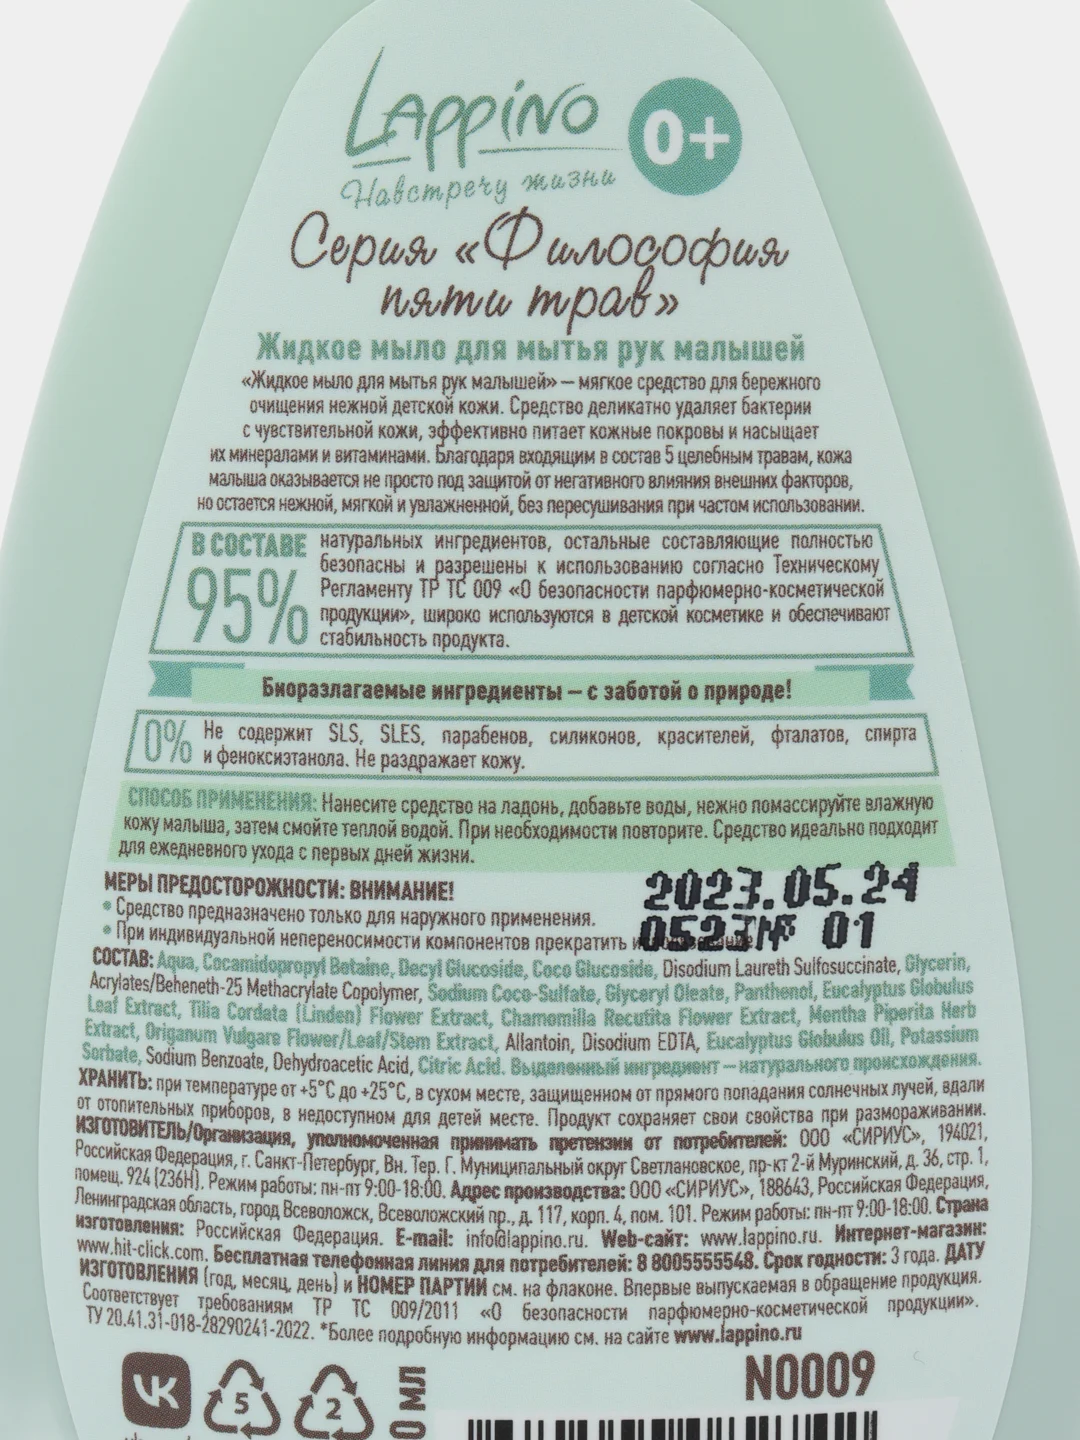 Lappino
0+
Навстречу жизни
Серия «Философия
пяти трав»
Жидкое мыло для мытья рук малышей
«Жидкое мыло для мытья рук малышей» – мягкое средство для бережного
очищения нежной детской кожи. Средство деликатно удаляет бактерии
с чувствительной кожи, эффективно питает кожные покровы и насыщает
их минералами и витаминами. Благодаря входящим в состав 5 целебным травам, кожа
малыша оказывается не просто под защитой от негативного влияния внешних факторов,
но остается нежной, мягкой и увлажненной, без пересушивания при частом использовании.
В СОСТАВЕ
95%
натуральных ингредиентов, остальные составляющие полностью
безопасны и разрешены к использованию согласно Техническому
Регламенту ТР ТС 009 «О безопасности парфюмерно-косметической
продукции», широко используются в детской косметике и обеспечивают
стабильность продукта.
Биоразлагаемые ингредиенты – с заботой о природе!
0%
Не содержит SLS, SLES, парабенов, силиконов, красителей, фталатов, спирта
и феноксиэтанола. Не раздражает кожу.
СПОСОБ ПРИМЕНЕНИЯ: Нанесите средство на ладонь, добавьте воды, нежно помассируйте влажную
кожу малыша, затем смойте теплой водой. При необходимости повторите. Средство идеально подходит
для ежедневного ухода с первых дней жизни.
МЕРЫ ПРЕДОСТОРОЖНОСТИ: ВНИМАНИЕ!
• Средство предназначено только для наружного применения.
• При индивидуальной непереносимости компонентов прекратить
2023.05.24
0523№ 01
СОСТАВ: Aqua, Cocamidopropyl Betaine, Decyl Glucoside, Coco Glucoside, Disodium Laureth Sulfosuccinate, Glycerin,
Acrylates/Beheneth-25 Methacrylate Copolymer, Sodium Coco-Sulfate, Glyceryl Oleate, Panthenol, Eucalyptus Globulus
Leaf Extract, Tilia Cordata (Linden) Flower Extract, Chamomilla Recutita Flower Extract, Mentha Piperita Herb
Extract, Origanum Vulgare Flower/Leaf/Stem Extract, Allantoin, Disodium EDTA, Eucalyptus Globulus Oil, Potassium
Sorbate, Sodium Benzoate, Dehydroacetic Acid, Citric Acid. Выделенный ингредиент – натурального происхождения.
ХРАНИТЬ: при температуре от +5°С до +25°С, в сухом месте, защищенном от прямого попадания солнечных лучей, вдали
от отопительных приборов, в недоступном для детей месте. Продукт сохраняет свои свойства при размораживании.
ИЗГОТОВИТЕЛЬ/Организация, уполномоченная принимать претензии от потребителей: ООО «СИРИУС», 194021,
Российская Федерация, г. Санкт-Петербург, Вн. Тер. Г. Муниципальный округ Светлановское, пр-кт 2-й Муринский, д. 36, стр. 1,
помещ. 924 (236Н). Режим работы: пн-пт 9:00-18:00. Адрес производства: ООО «СИРИУС», 188643, Российская Федерация,
Ленинградская область, город Всеволожск, Всеволожский пр., д. 117, корп. 4, пом. 101. Режим работы: пн-пт 9:00-18:00. Страна
изготовления: Российская Федерация. E-mail: info@lappino.ru. Web-сайт: www.lappino.ru. Интернет-магазин:
www.hit-click.com. Бесплатная телефонная линия для потребителей: 8 8005555548. Срок годности: 3 года. ДАТУ
ИЗГОТОВЛЕНИЯ (год, месяц, день) и НОМЕР ПАРТИИ см. на флаконе. Впервые выпускаемая в обращение продукция.
Соответствует требованиям ТР ТС 009/2011 «О безопасности парфюмерно-косметической продукции».
ТУ 20.41.31-018-28290241-2022. *Более подробную информацию см. на сайте www.lappino.ru
5
2
0 МЛ
N0009